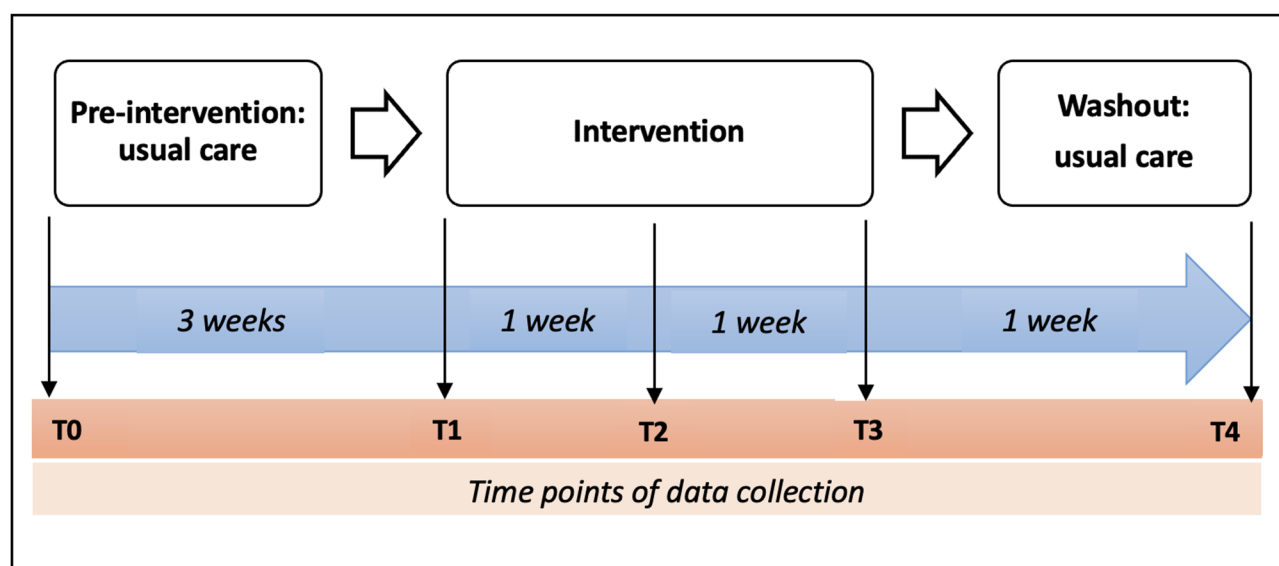 Pre-intervention:
usual care
Intervention
Washout:
usual care
3 weeks
1 week
1 week
1 week
T0
T1
T2
T3
T4
Time points of data collection